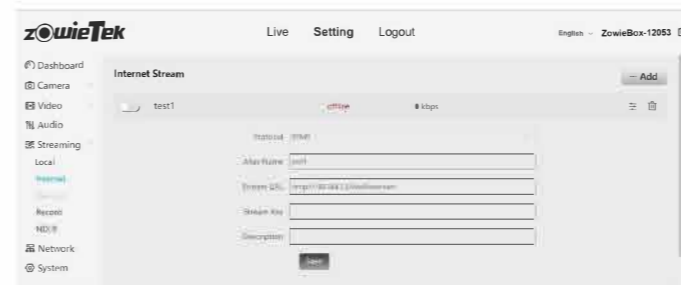 zowieTek
Live Setting Logout
English ZowieBox-12053
Dashboard
Camera
Video
Audio
Streaming
Local
Internet
Record
Network
System
Internet Stream
Add
test1 offline 0 kbps
Protocol
Alias Name
Stream URL
Stream Key
Description
Save